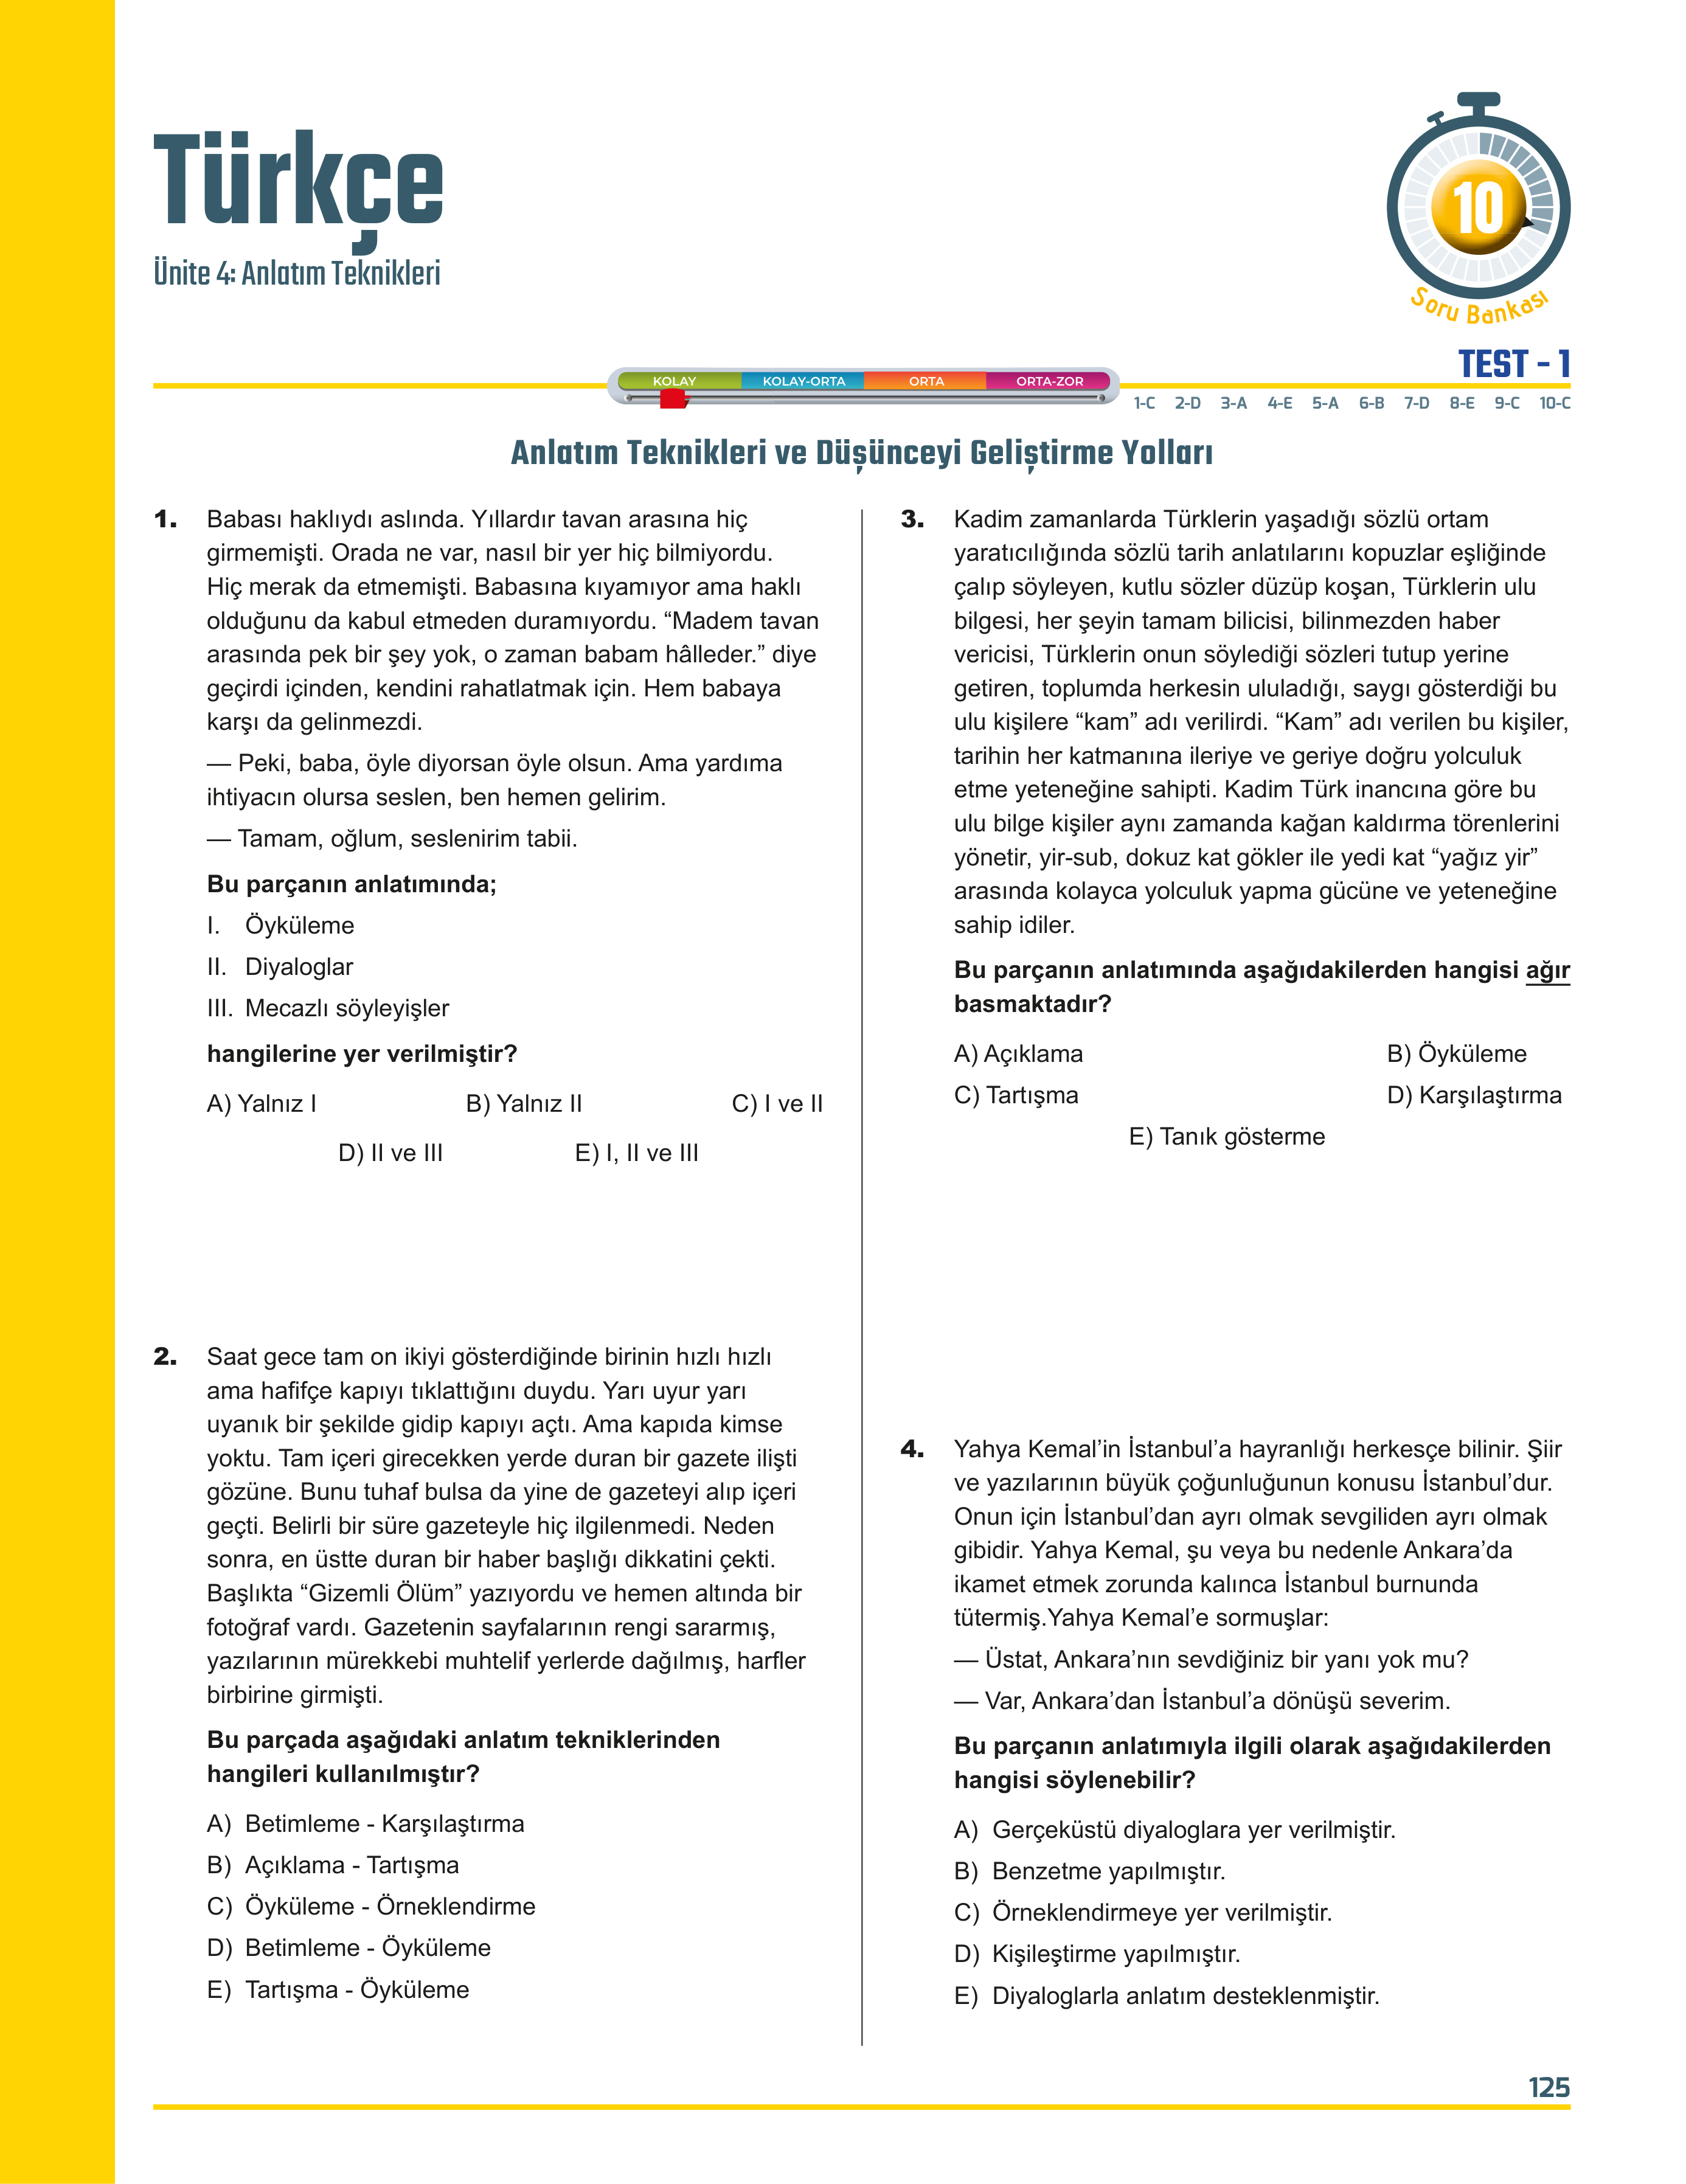 Türkçe
Ünite 4: Anlatım Teknikleri
10
Soru Bankası
TEST - 1
KOLAY KOLAY-ORTA ORTA ORTA-ZOR
1-C 2-D 3-A 4-E 5-A 6-B 7-D 8-E 9-C 10-C
Anlatım Teknikleri ve Düşünceyi Geliştirme Yolları
1. Babası haklıydı aslında. Yıllardır tavan arasına hiç
girmemişti. Orada ne var, nasıl bir yer hiç bilmiyordu.
Hiç merak da etmemişti. Babasına kıyamıyor ama haklı
olduğunu da kabul etmeden duramıyordu. “Madem tavan
arasında pek bir şey yok, o zaman babam hâlleder.” diye
geçirdi içinden, kendini rahatlatmak için. Hem babaya
karşı da gelinmezdi.
— Peki, baba, öyle diyorsan öyle olsun. Ama yardıma
ihtiyacın olursa seslen, ben hemen gelirim.
— Tamam, oğlum, seslenirim tabii.
Bu parçanın anlatımında;
I. Öyküleme
II. Diyaloglar
III. Mecazlı söyleyişler
hangilerine yer verilmiştir?
A) Yalnız I B) Yalnız II C) I ve II
D) II ve III E) I, II ve III
2. Saat gece tam on ikiyi gösterdiğinde birinin hızlı hızlı
ama hafifçe kapıyı tıklattığını duydu. Yarı uyur yarı
uyanık bir şekilde gidip kapıyı açtı. Ama kapıda kimse
yoktu. Tam içeri girecekken yerde duran bir gazete ilişti
gözüne. Bunu tuhaf bulsa da yine de gazeteyi alıp içeri
geçti. Belirli bir süre gazeteyle hiç ilgilenmedi. Neden
sonra, en üstte duran bir haber başlığı dikkatini çekti.
Başlıkta “Gizemli Ölüm” yazıyordu ve hemen altında bir
fotoğraf vardı. Gazetenin sayfalarının rengi sararmış,
yazılarının mürekkebi muhtelif yerlerde dağılmış, harfler
birbirine girmişti.
Bu parçada aşağıdaki anlatım tekniklerinden
hangileri kullanılmıştır?
A) Betimleme - Karşılaştırma
B) Açıklama - Tartışma
C) Öyküleme - Örneklendirme
D) Betimleme - Öyküleme
E) Tartışma - Öyküleme
3. Kadim zamanlarda Türklerin yaşadığı sözlü ortam
yaratıcılığında sözlü tarih anlatılarını kopuzlar eşliğinde
çalıp söyleyen, kutlu sözler düzüp koşan, Türklerin ulu
bilgesi, her şeyin tamam bilicisi, bilinmezden haber
vericisi, Türklerin onun söylediği sözleri tutup yerine
getiren, toplumda herkesin ululadığı, saygı gösterdiği bu
ulu kişilere “kam” adı verilirdi. “Kam” adı verilen bu kişiler,
tarihin her katmanına ileriye ve geriye doğru yolculuk
etme yeteneğine sahipti. Kadim Türk inancına göre bu
ulu bilge kişiler aynı zamanda kağan kaldırma törenlerini
yönetir, yir-sub, dokuz kat gökler ile yedi kat “yağız yir”
arasında kolayca yolculuk yapma gücüne ve yeteneğine
sahip idiler.
Bu parçanın anlatımında aşağıdakilerden hangisi ağır
basmaktadır?
A) Açıklama B) Öyküleme
C) Tartışma D) Karşılaştırma
E) Tanık gösterme
4. Yahya Kemal’in İstanbul’a hayranlığı herkesçe bilinir. Şiir
ve yazılarının büyük çoğunluğunun konusu İstanbul’dur.
Onun için İstanbul’dan ayrı olmak sevgiliden ayrı olmak
gibidir. Yahya Kemal, şu veya bu nedenle Ankara’da
ikamet etmek zorunda kalınca İstanbul burnunda
tütermiş.Yahya Kemal’e sormuşlar:
— Üstat, Ankara’nın sevdiğiniz bir yanı yok mu?
— Var, Ankara’dan İstanbul’a dönüşü severim.
Bu parçanın anlatımıyla ilgili olarak aşağıdakilerden
hangisi söylenebilir?
A) Gerçeküstü diyaloglara yer verilmiştir.
B) Benzetme yapılmıştır.
C) Örneklendirmeye yer verilmiştir.
D) Kişileştirme yapılmıştır.
E) Diyaloglarla anlatım desteklenmiştir.
125